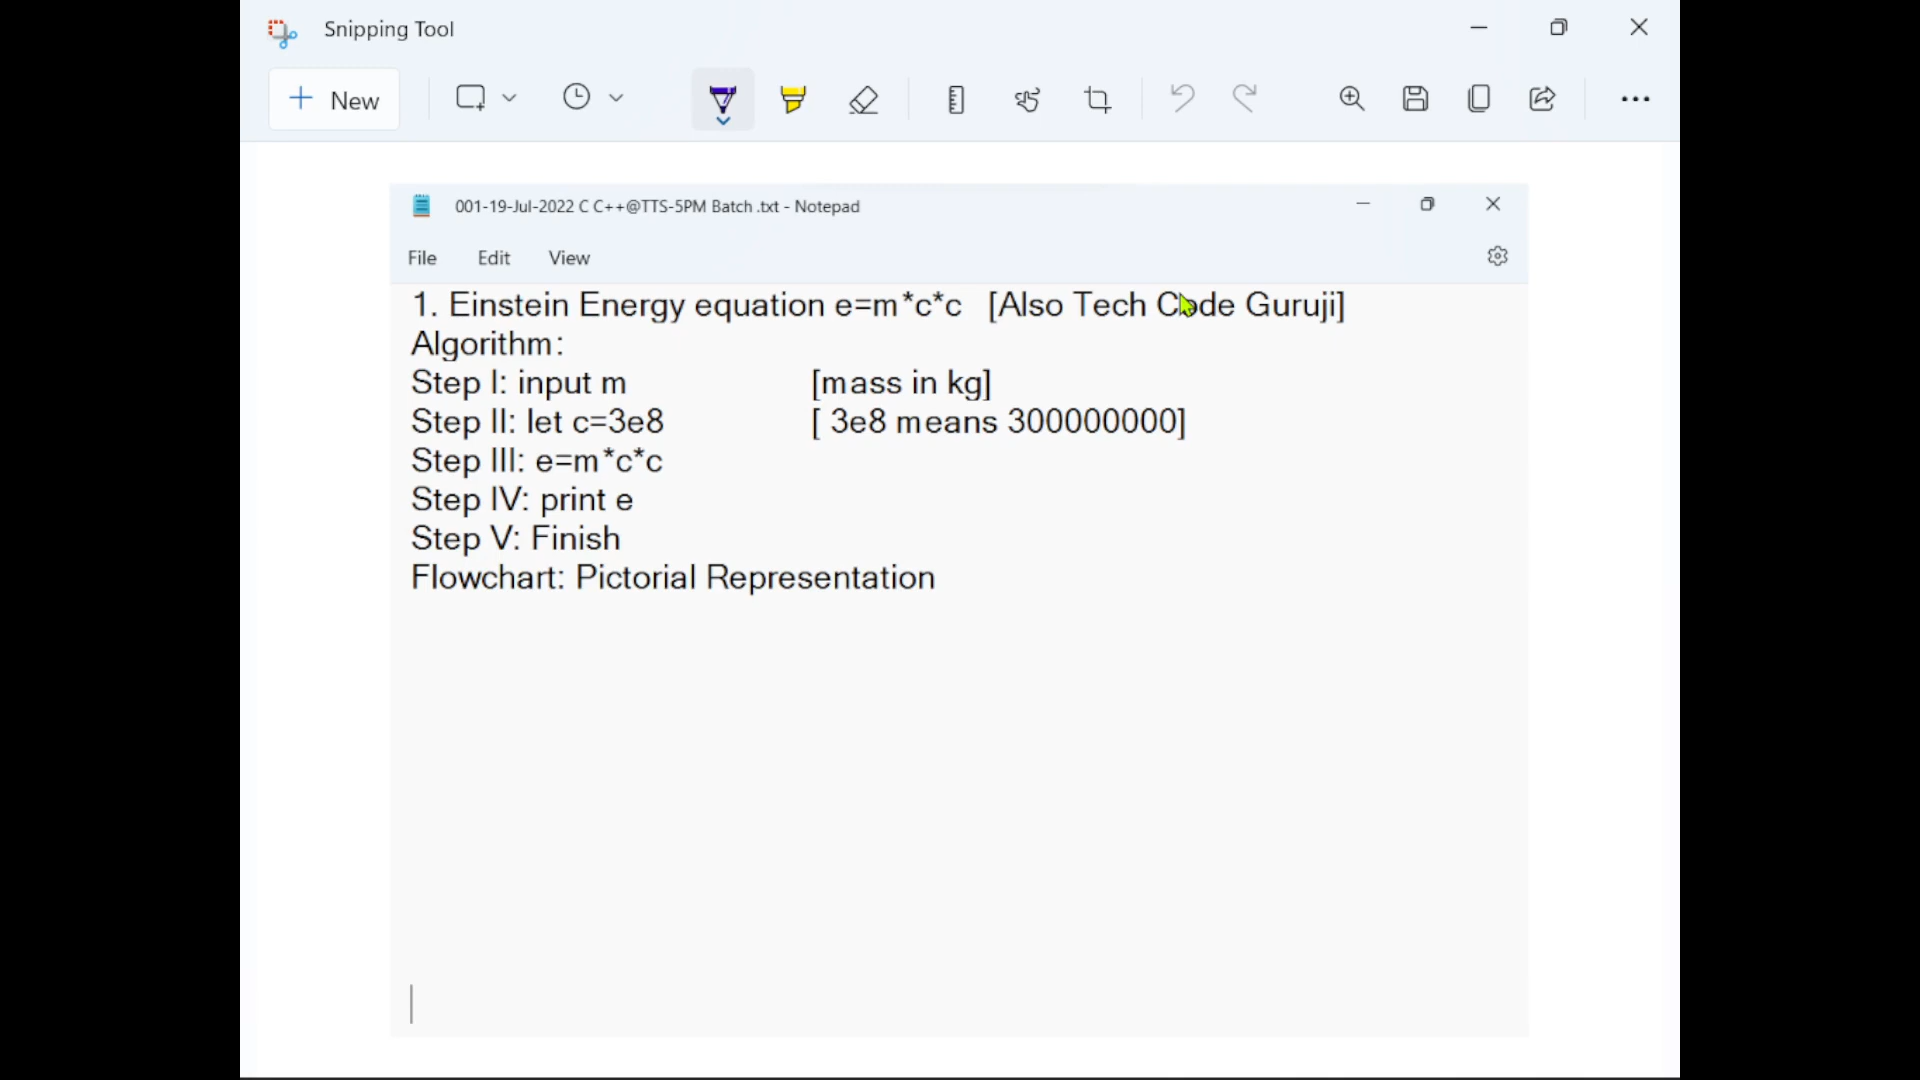 Snipping Tool
New
001-19-Jul-2022 C C++@TTS-5PM Batch .txt - Notepad
File Edit View
1. Einstein Energy equation e=m*c*c [Also Tech Code Guruji]
Algorithm:
Step I: input m [mass in kg]
Step II: let c=3e8 [ 3e8 means 300000000]
Step III: e=m*c*c
Step IV: print e
Step V: Finish
Flowchart: Pictorial Representation